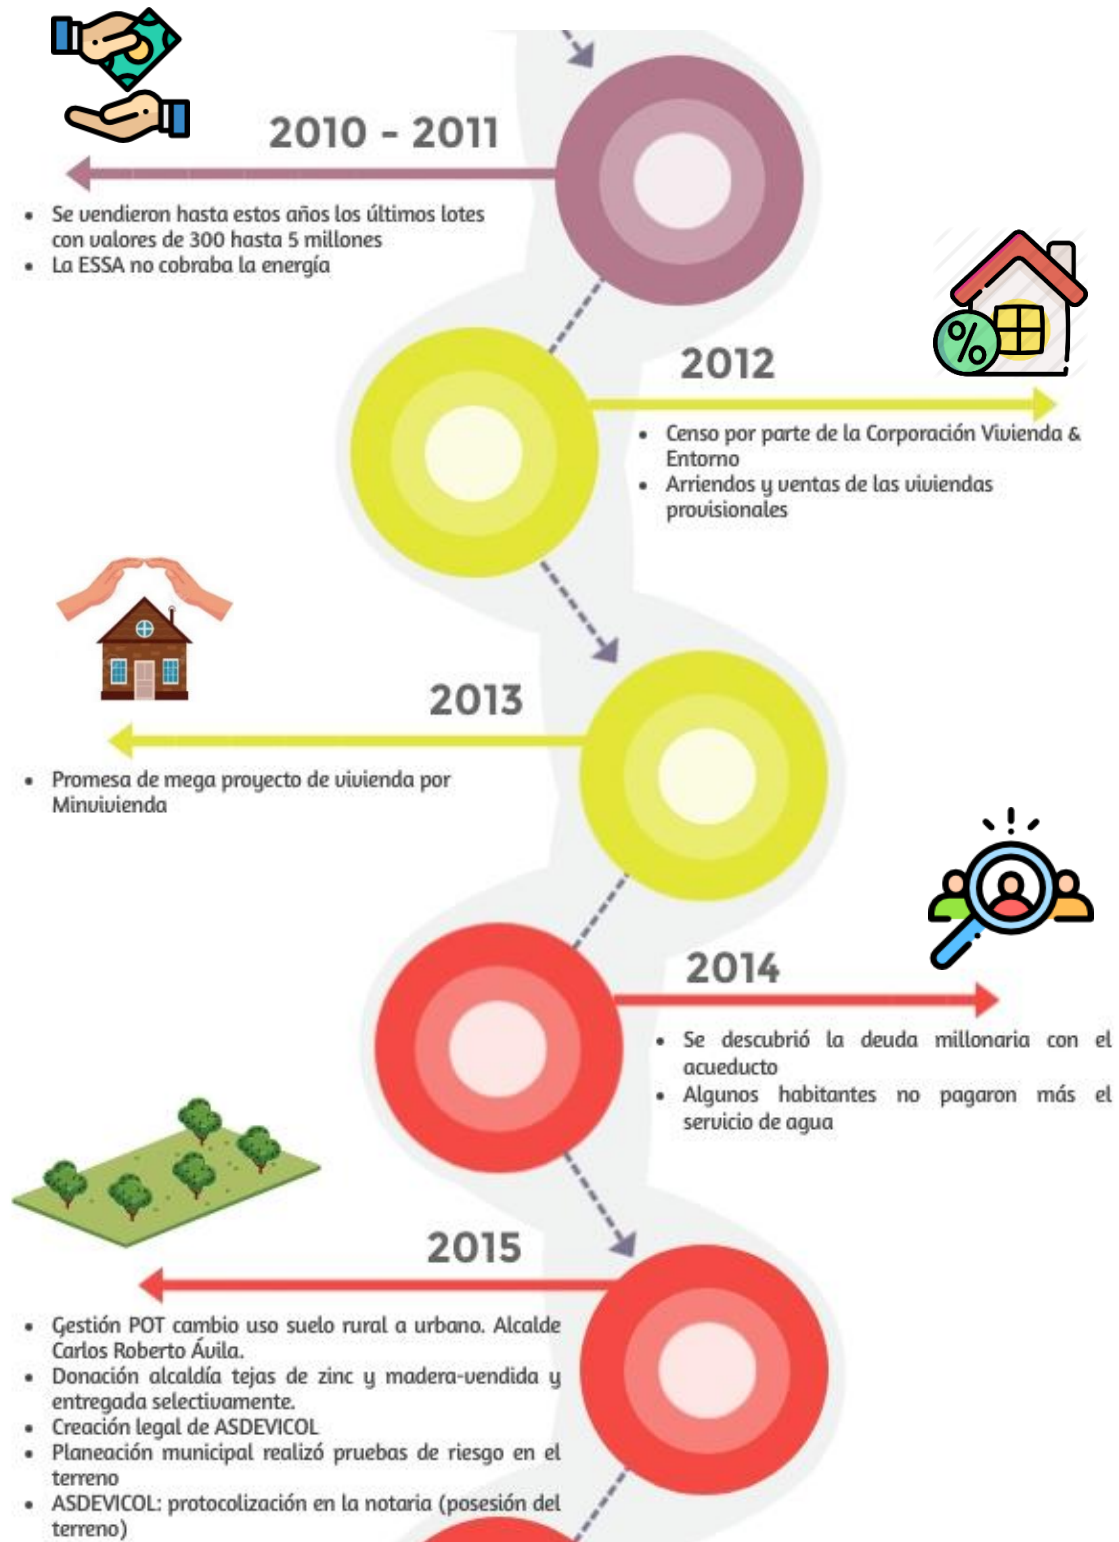 2010 - 2011
• Se vendieron hasta estos años los últimos lotes
con valores de 300 hasta 5 millones
• La ESSA no cobraba la energía
%
2012
• Censo por parte de la Corporación Vivienda &
Entorno
• Arriendos y ventas de las viviendas
provisionales
2013
• Promesa de mega proyecto de vivienda por
Minvivienda
2014
• Se descubrió la deuda millonaria con el
acueducto
• Algunos habitantes no pagaron más el
servicio de agua
2015
• Gestión POT cambio uso suelo rural a urbano. Alcalde
Carlos Roberto Ávila.
• Donación alcaldía tejas de zinc y madera-vendida y
entregada selectivamente.
• Creación legal de ASDEVICOL
• Planeación municipal realizó pruebas de riesgo en el
terreno
• ASDEVICOL: protocolización en la notaria (posesión del
terreno)